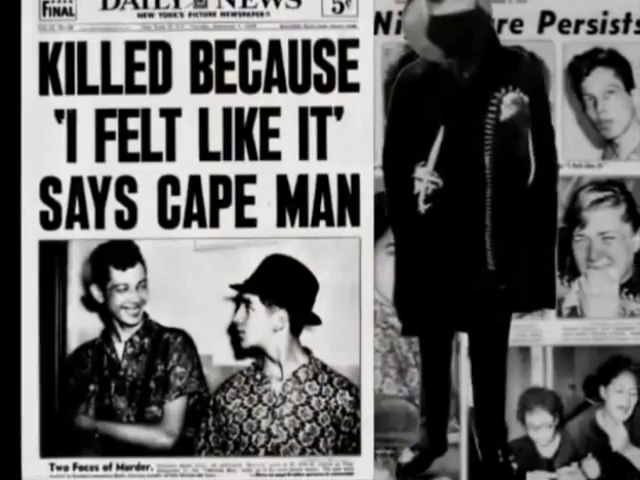 FINAL
DAILY NEWS
5¢
NEW YORK'S PICTURE NEWSPAPER
KILLED BECAUSE
'I FELT LIKE IT'
SAYS CAPE MAN
Two Faces of Murder.
Ni re Persists